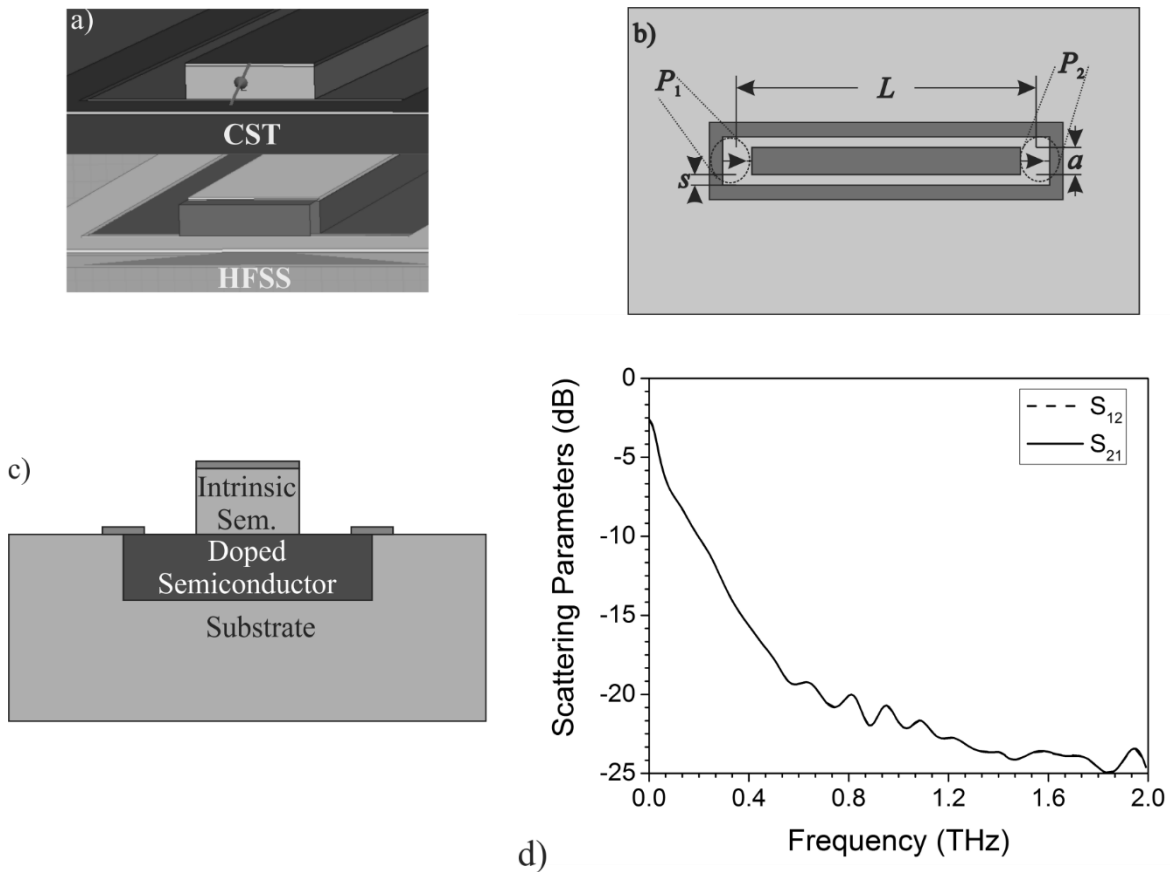 a)
CST
HFSS
b)
P1
L
P2
s
a
c)
Intrinsic
Sem.
Doped
Semiconductor
Substrate
d)
Scattering Parameters (dB)
0
-5
-10
-15
-20
-25
S12
S21
0.0 0.4 0.8 1.2 1.6 2.0
Frequency (THz)